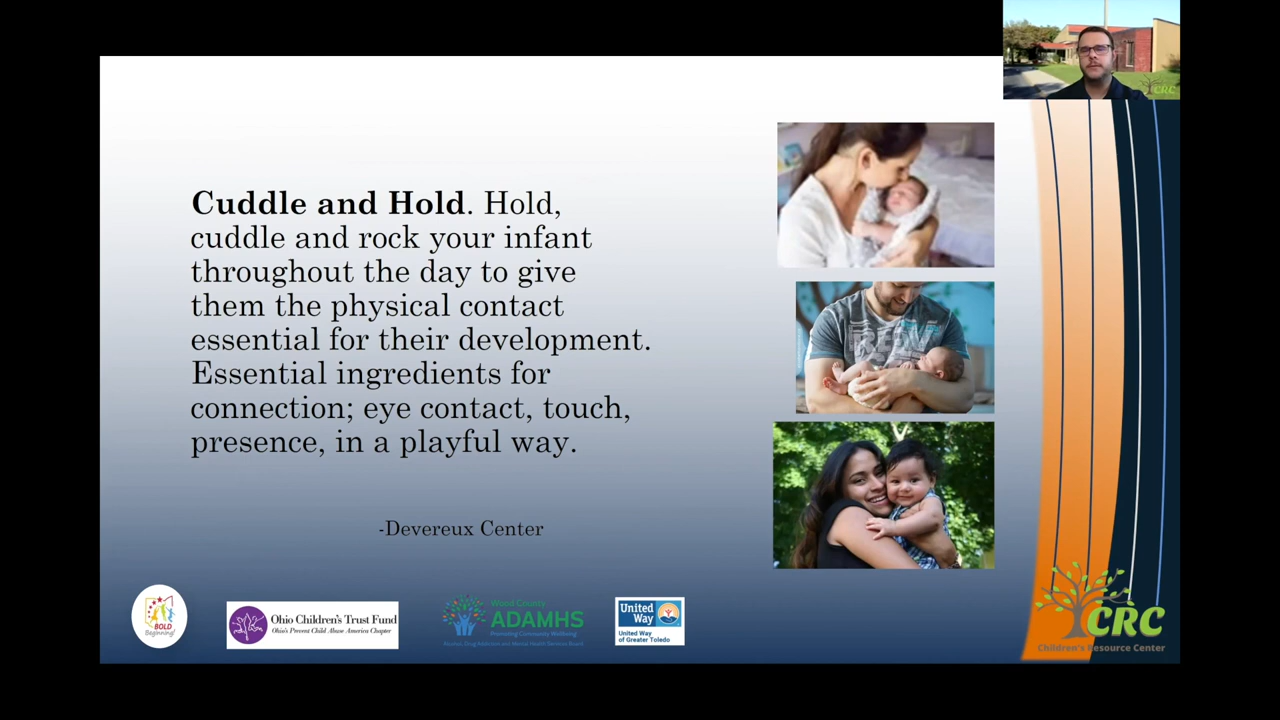 CRC
Cuddle and Hold. Hold,
cuddle and rock your infant
throughout the day to give
them the physical contact
essential for their development.
Essential ingredients for
connection; eye contact, touch,
presence, in a playful way.
-Devereux Center
BOLD
Beginning!
Ohio Children's Trust Fund
Ohio's Prevent Child Abuse America Chapter
Wood County
ADAMHS
Promoting Community Wellbeing
Alcohol, Drug Addiction and Mental Health Services Board
United
Way
United Way
of Greater Toledo
CRC
Children's Resource Center